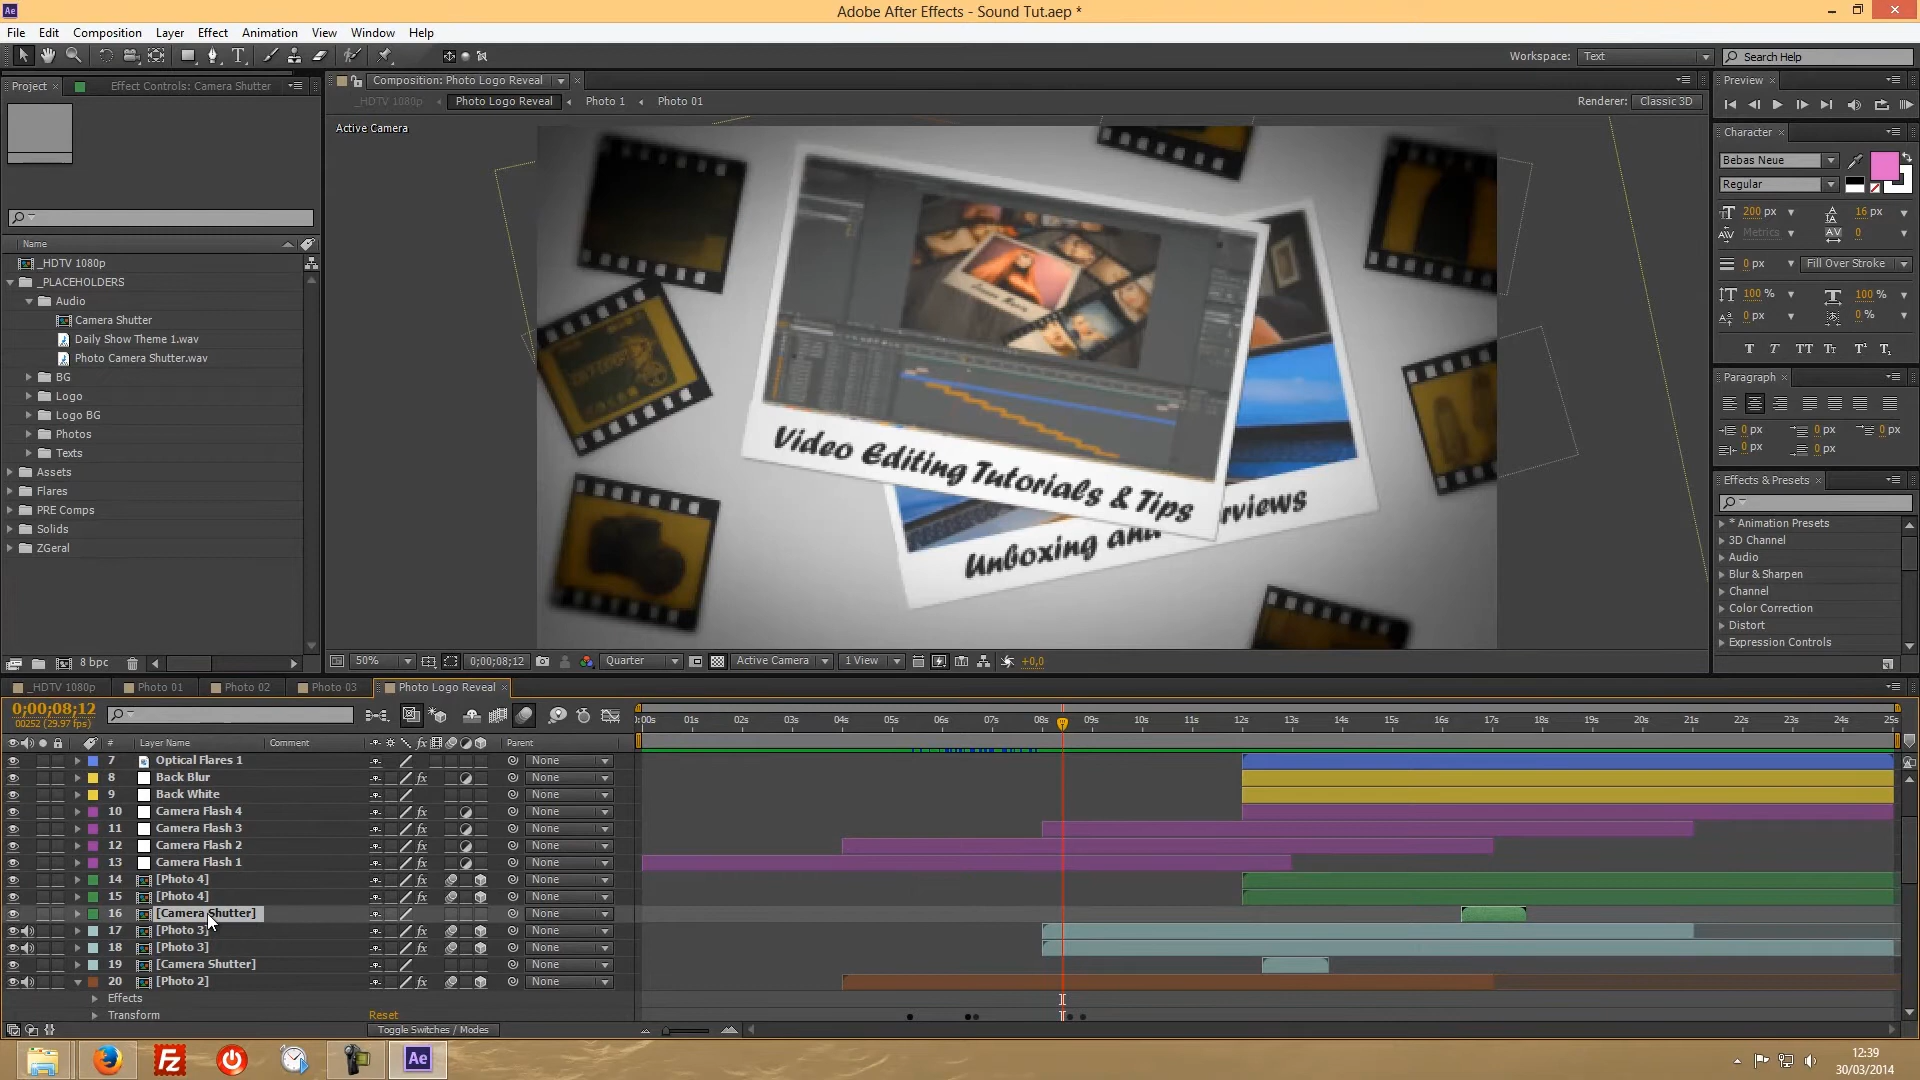 Adobe After Effects - Sound Tut.aep *
File Edit Composition Layer Effect Animation View Window Help
Workspace: Text Search Help
Project Effect Controls: Camera Shutter
Name
_HDTV 1080p
_PLACEHOLDERS
Audio
Camera Shutter
Daily Show Theme 1.wav
Photo Camera Shutter.wav
BG
Logo
Logo BG
Photos
Texts
Assets
Flares
PRE Comps
Solids
ZGeral
8 bpc
Composition: Photo Logo Reveal
_HDTV 1080p Photo Logo Reveal Photo 1 Photo 01
Renderer: Classic 3D
Active Camera
Video Editing Tutorials & Tips
Unboxing and
rviews
50% 0;00;08;12 Quarter Active Camera 1 View +0,0
Preview
Character
Bebas Neue
Regular
200 px 16 px
Metrics 0
0 px Fill Over Stroke
100 % 100 %
0 px 0 %
Paragraph
0 px 0 px 0 px
0 px 0 px
Effects & Presets
* Animation Presets
3D Channel
Audio
Blur & Sharpen
Channel
Color Correction
Distort
Expression Controls
_HDTV 1080p Photo 01 Photo 02 Photo 03 Photo Logo Reveal
0;00;08;12
00252 (29.97 fps)
0:00s 01s 02s 03s 04s 05s 06s 07s 08s 09s 10s 11s 12s 13s 14s 15s 16s 17s 18s 19s 20s 21s 22s 23s 24s 25s
# Layer Name Comment Parent
7 Optical Flares 1 None
8 Back Blur fx None
9 Back White None
10 Camera Flash 4 fx None
11 Camera Flash 3 fx None
12 Camera Flash 2 fx None
13 Camera Flash 1 fx None
14 [Photo 4] fx None
15 [Photo 4] fx None
16 [Camera Shutter] None
17 [Photo 3] fx None
18 [Photo 3] fx None
19 [Camera Shutter] None
20 [Photo 2] fx None
Effects
Transform Reset
Toggle Switches / Modes
Ae
12:39
30/03/2014